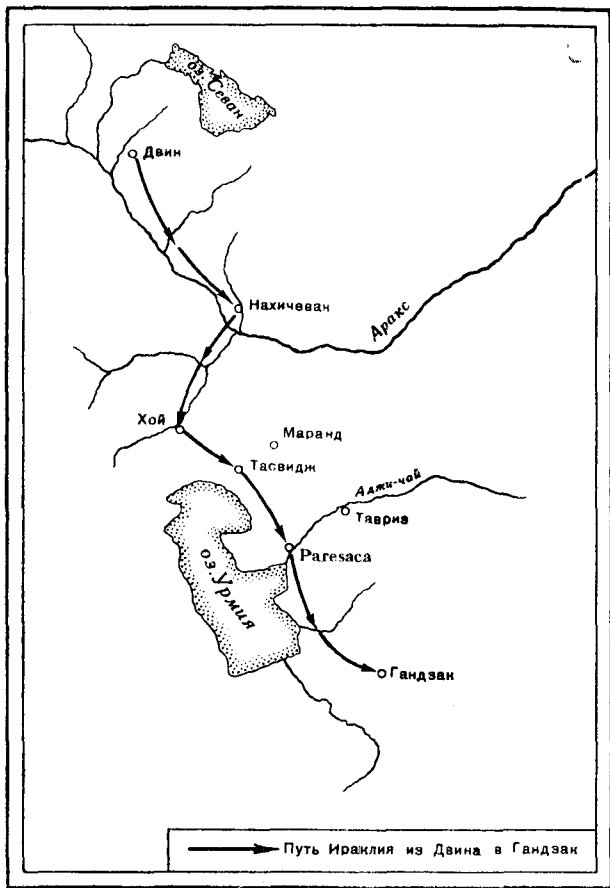 оз. Севан
Двин
Нахичеван
Аракс
Хой
Маранд
Тасвидж
Аджи-чай
Тавриз
Paresaca
оз. Урмия
Гандзак
Путь Ираклия из Двина в Гандзак